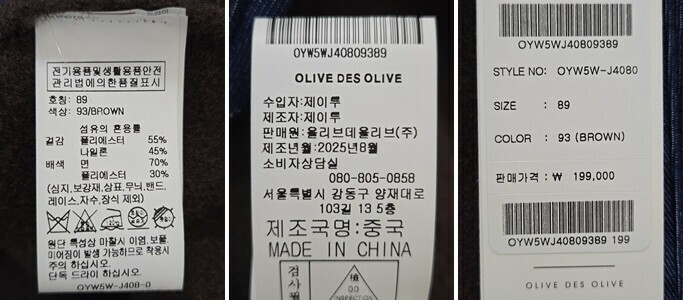 전기용품및생활용품안전
관리법에의한품질표시
호칭: 89
색상: 93/BROWN
섬유의 혼용률
겉감 폴리에스터 55%
나일론 45%
배색 면 70%
폴리에스터 30%
(심지,보강재,상표,무늬,밴드,
레이스,자수,장식 제외)
원단 특성상 마찰시 이염, 보풀,
미어짐이 발생 가능하므로 착용시
주의 하십시오.
단독 드라이 하십시오.
OYW5W-J408-0
OYW5WJ40809389
OLIVE DES OLIVE
수입자:제이투
제조자:제이투
판매원:올리브데올리브(주)
제조년월:2025년8월
소비자상담실
080-805-0858
서울특별시 강동구 양재대로
103길 13 5층
제조국명:중국
MADE IN CHINA
검사필
INSPECTION
OYW5WJ40809389
STYLE NO: OYW5W-J4080
SIZE : 89
COLOR : 93 (BROWN)
판매가격 : ₩ 199,000
OYW5WJ40809389 199
OLIVE DES OLIVE